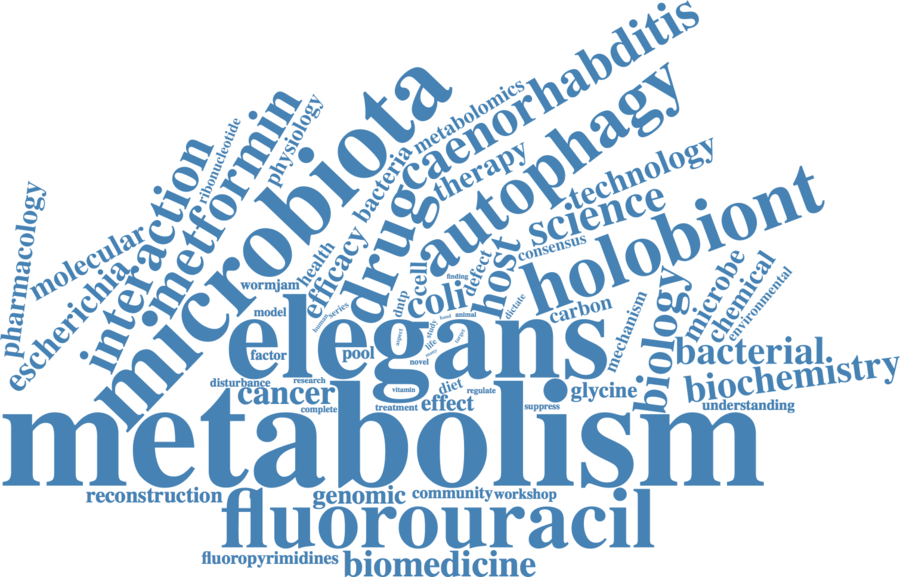 pharmacology
molecular
escherichia
interaction
ribonucleotide
metformin
physiology
microbiota
bacteria
metabolomics
caenorhabditis
drug
therapy
autophagy
technology
science
consensus
holobiont
wormjam
health
efficacy
human
series
dntp
cell
coli
finding
defect
host
dictate
carbon
mechanism
biology
microbe
chemical
environmental
model
elegans
aspect
study
found
animal
life
target
factor
pool
novel
bacterial
biochemistry
disturbance
research
cancer
complete
vitamin
diet
regulate
treatment
effect
suppress
glycine
understanding
metabolism
reconstruction
genomic
community
workshop
fluorouracil
fluoropyrimidines
biomedicine